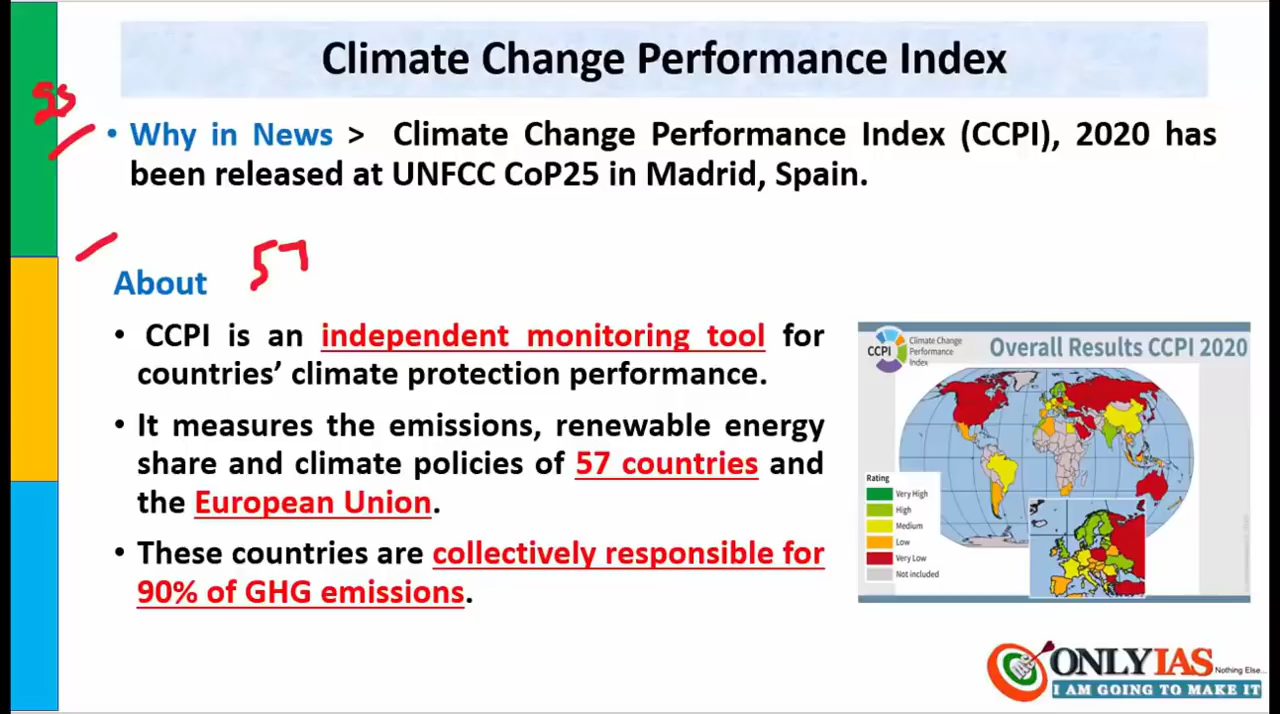 Climate Change Performance Index
• Why in News > Climate Change Performance Index (CCPI), 2020 has
been released at UNFCC CoP25 in Madrid, Spain.
57
About
• CCPI is an independent monitoring tool for
countries’ climate protection performance.
• It measures the emissions, renewable energy
share and climate policies of 57 countries and
the European Union.
• These countries are collectively responsible for
90% of GHG emissions.
CCPI
Climate Change
Performance
Index
Overall Results CCPI 2020
Rating
Very High
High
Medium
Low
Very Low
Not included
ONLYIAS
Nothing Else...
I AM GOING TO MAKE IT